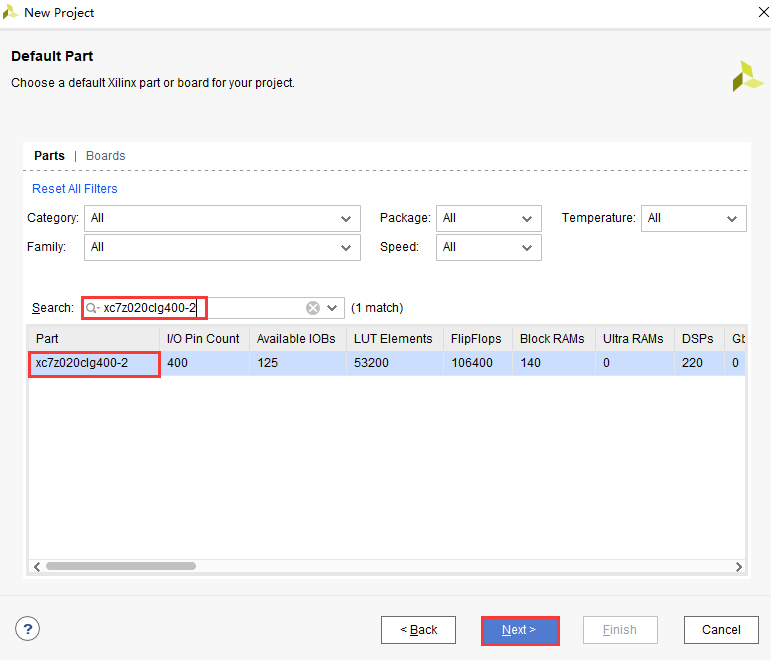 New Project
Default Part
Choose a default Xilinx part or board for your project.
Parts | Boards
Reset All Filters
Category: All Package: All Temperature: All
Family: All Speed: All
Search: xc7z020clg400-2 (1 match)
Part I/O Pin Count Available IOBs LUT Elements FlipFlops Block RAMs Ultra RAMs DSPs Gb
xc7z020clg400-2 400 125 53200 106400 140 0 220 0
? < Back Next > Finish Cancel